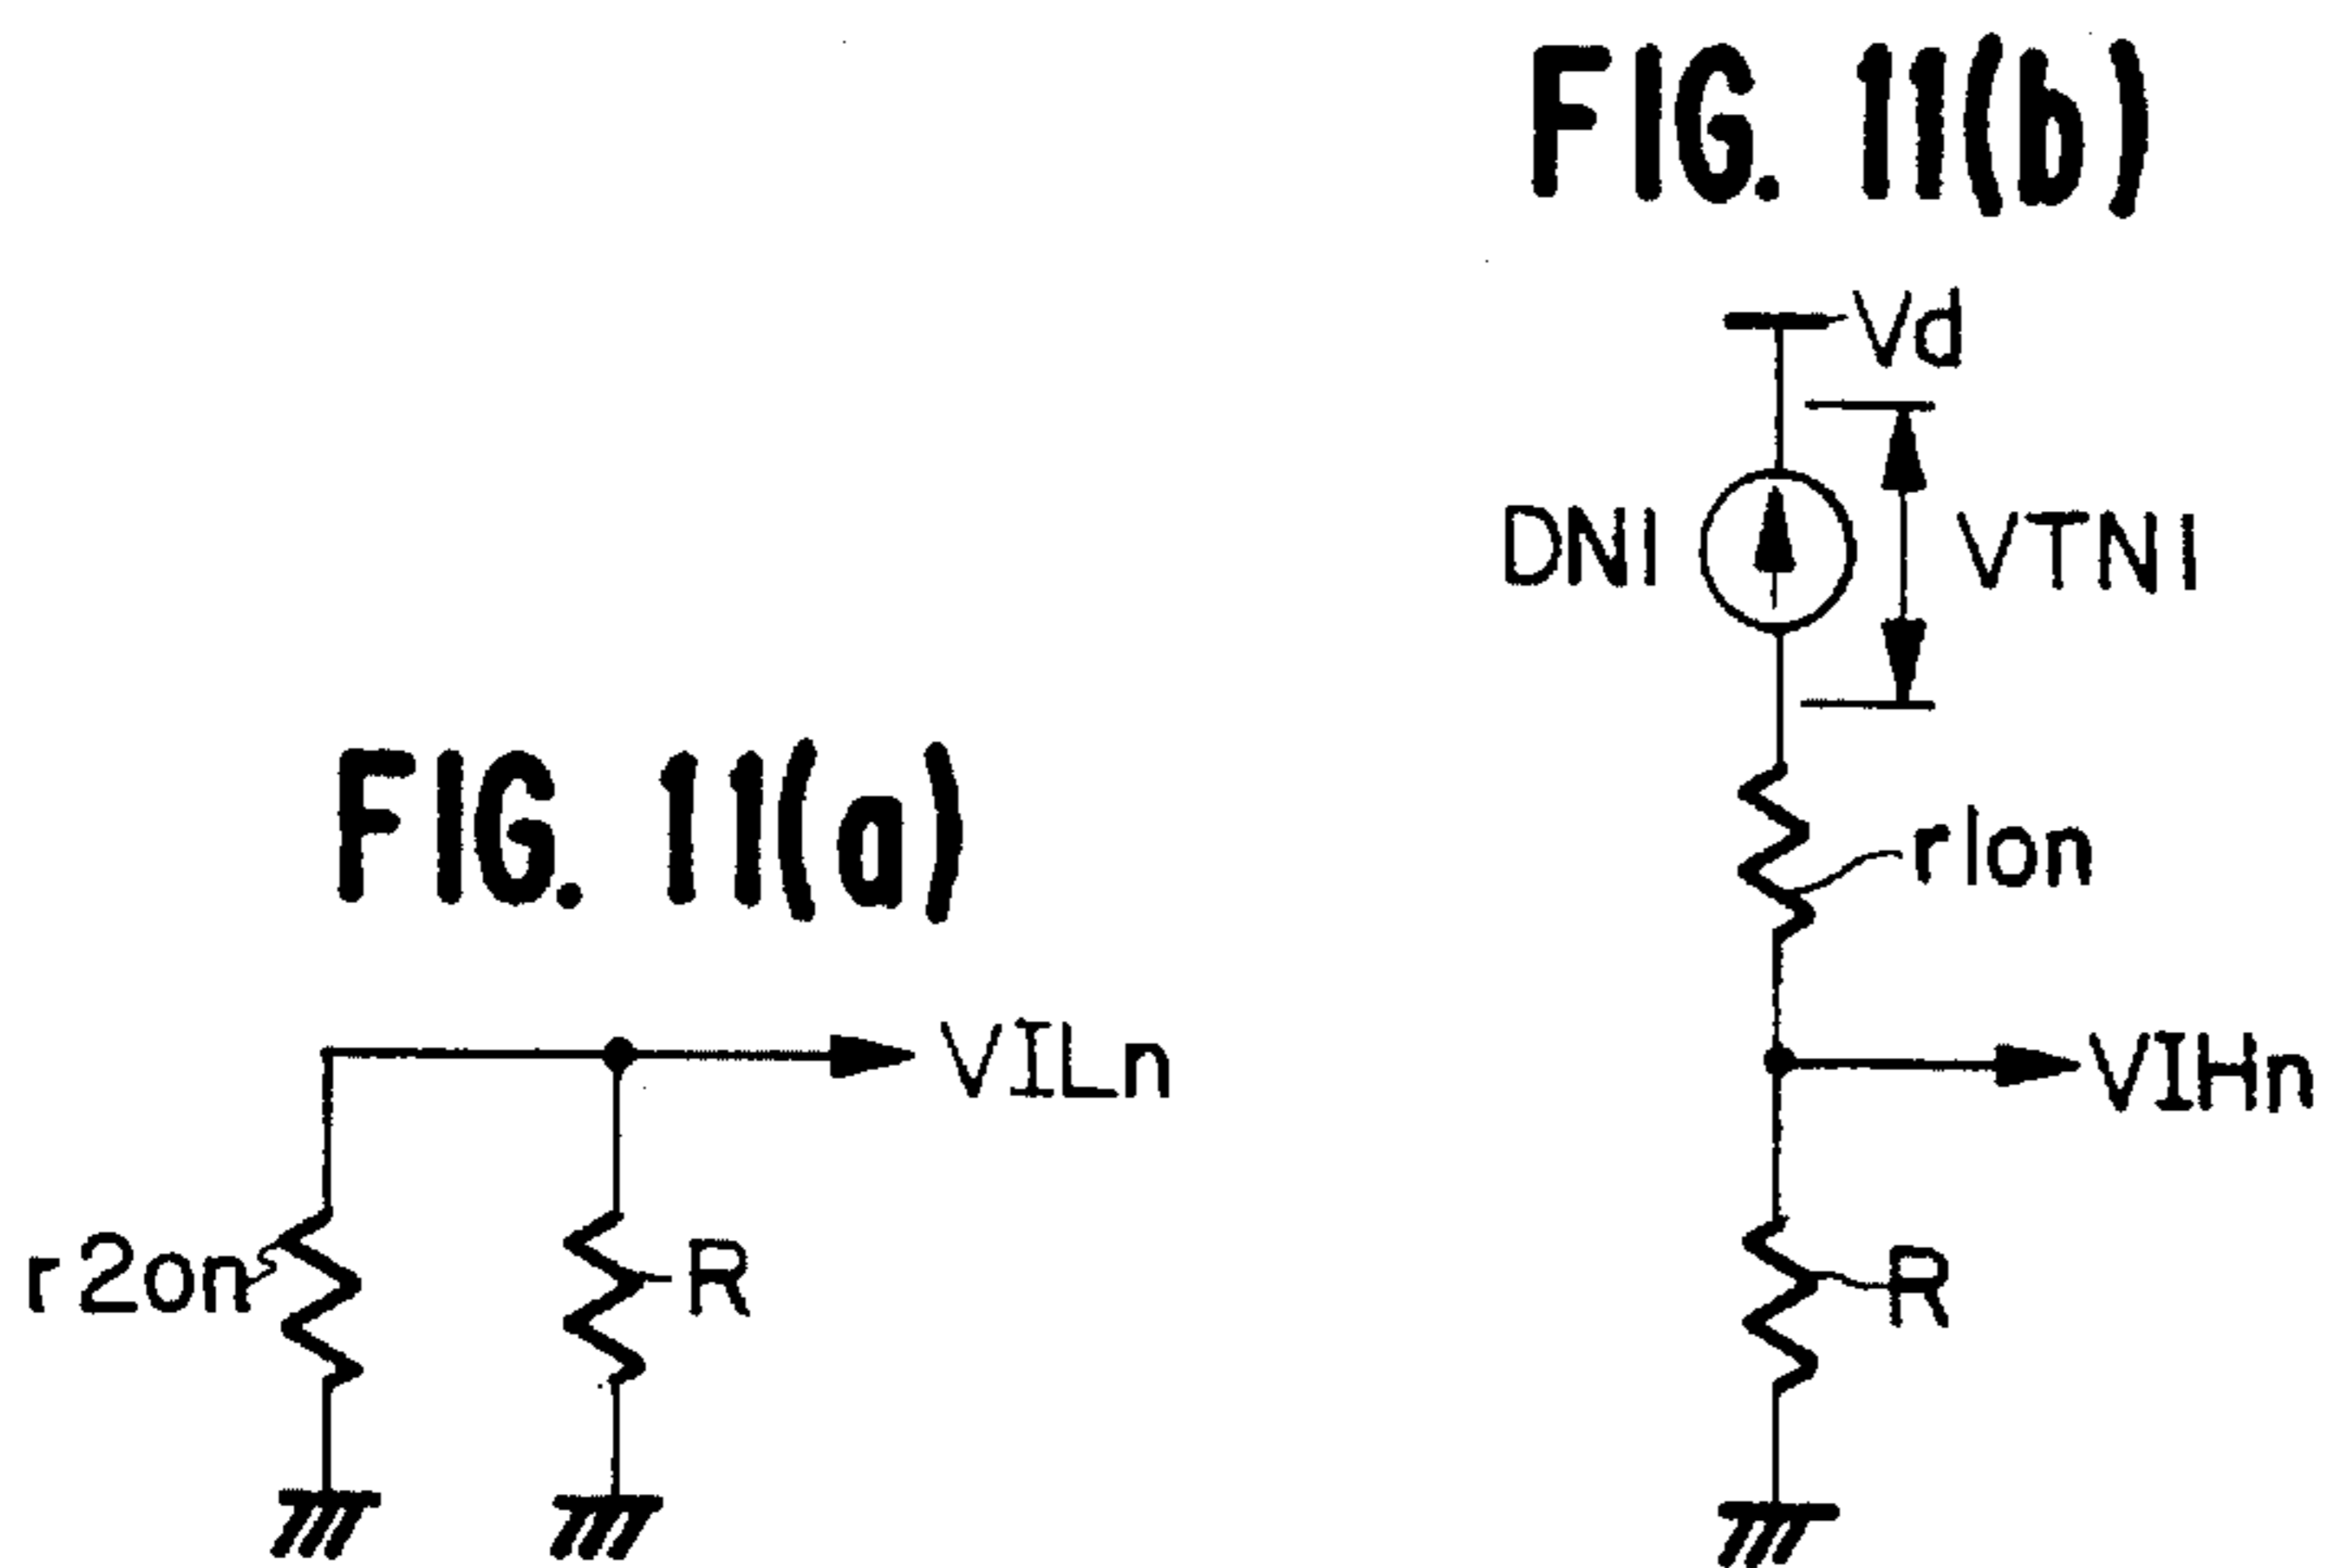 FIG. 11(b)
Vd
DN1
VTN1
r1on
VIHn
R
FIG. 11(a)
VILn
r2on
R